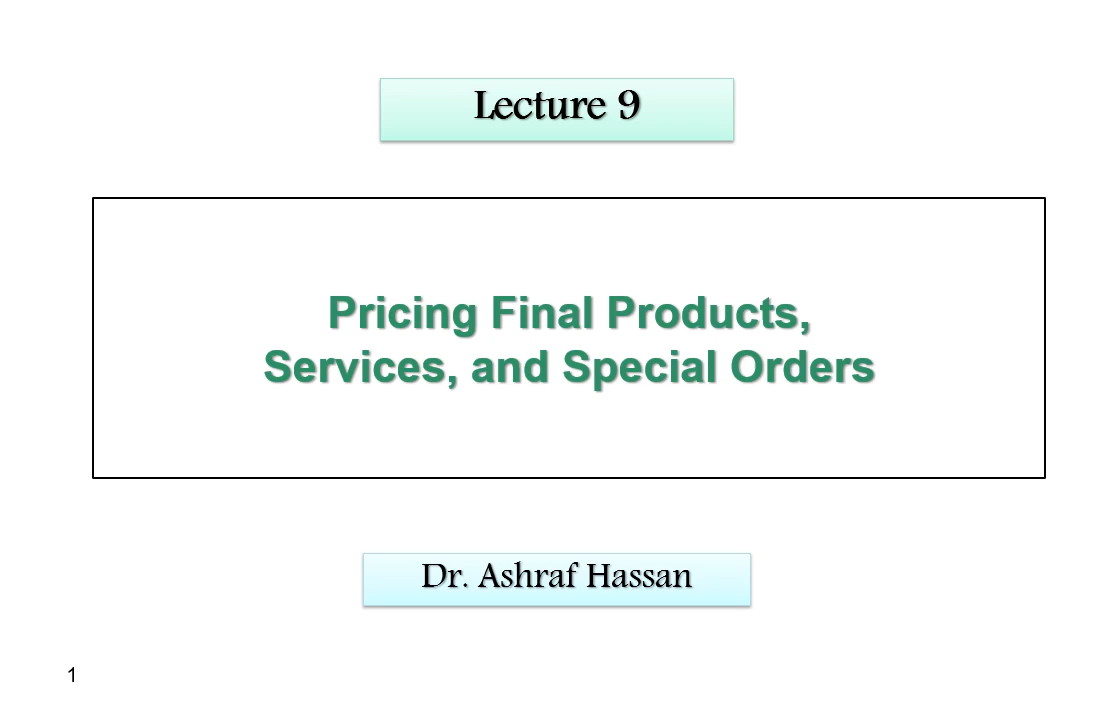 Lecture 9
Pricing Final Products,
Services, and Special Orders
Dr. Ashraf Hassan
1